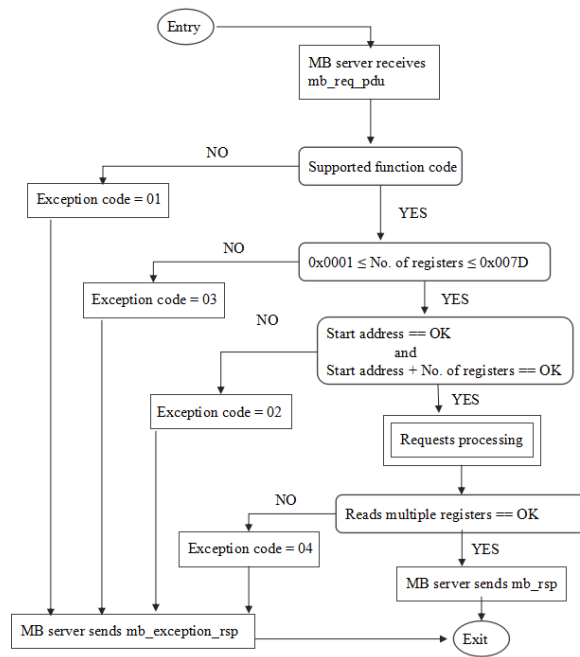 Entry
MB server receives
mb_req_pdu
NO
Supported function code
Exception code = 01
YES
NO
0x0001 ≤ No. of registers ≤ 0x007D
Exception code = 03
YES
NO
Start address == OK
and
Start address + No. of registers == OK
Exception code = 02
YES
Requests processing
NO
Reads multiple registers == OK
Exception code = 04
YES
MB server sends mb_rsp
MB server sends mb_exception_rsp
Exit